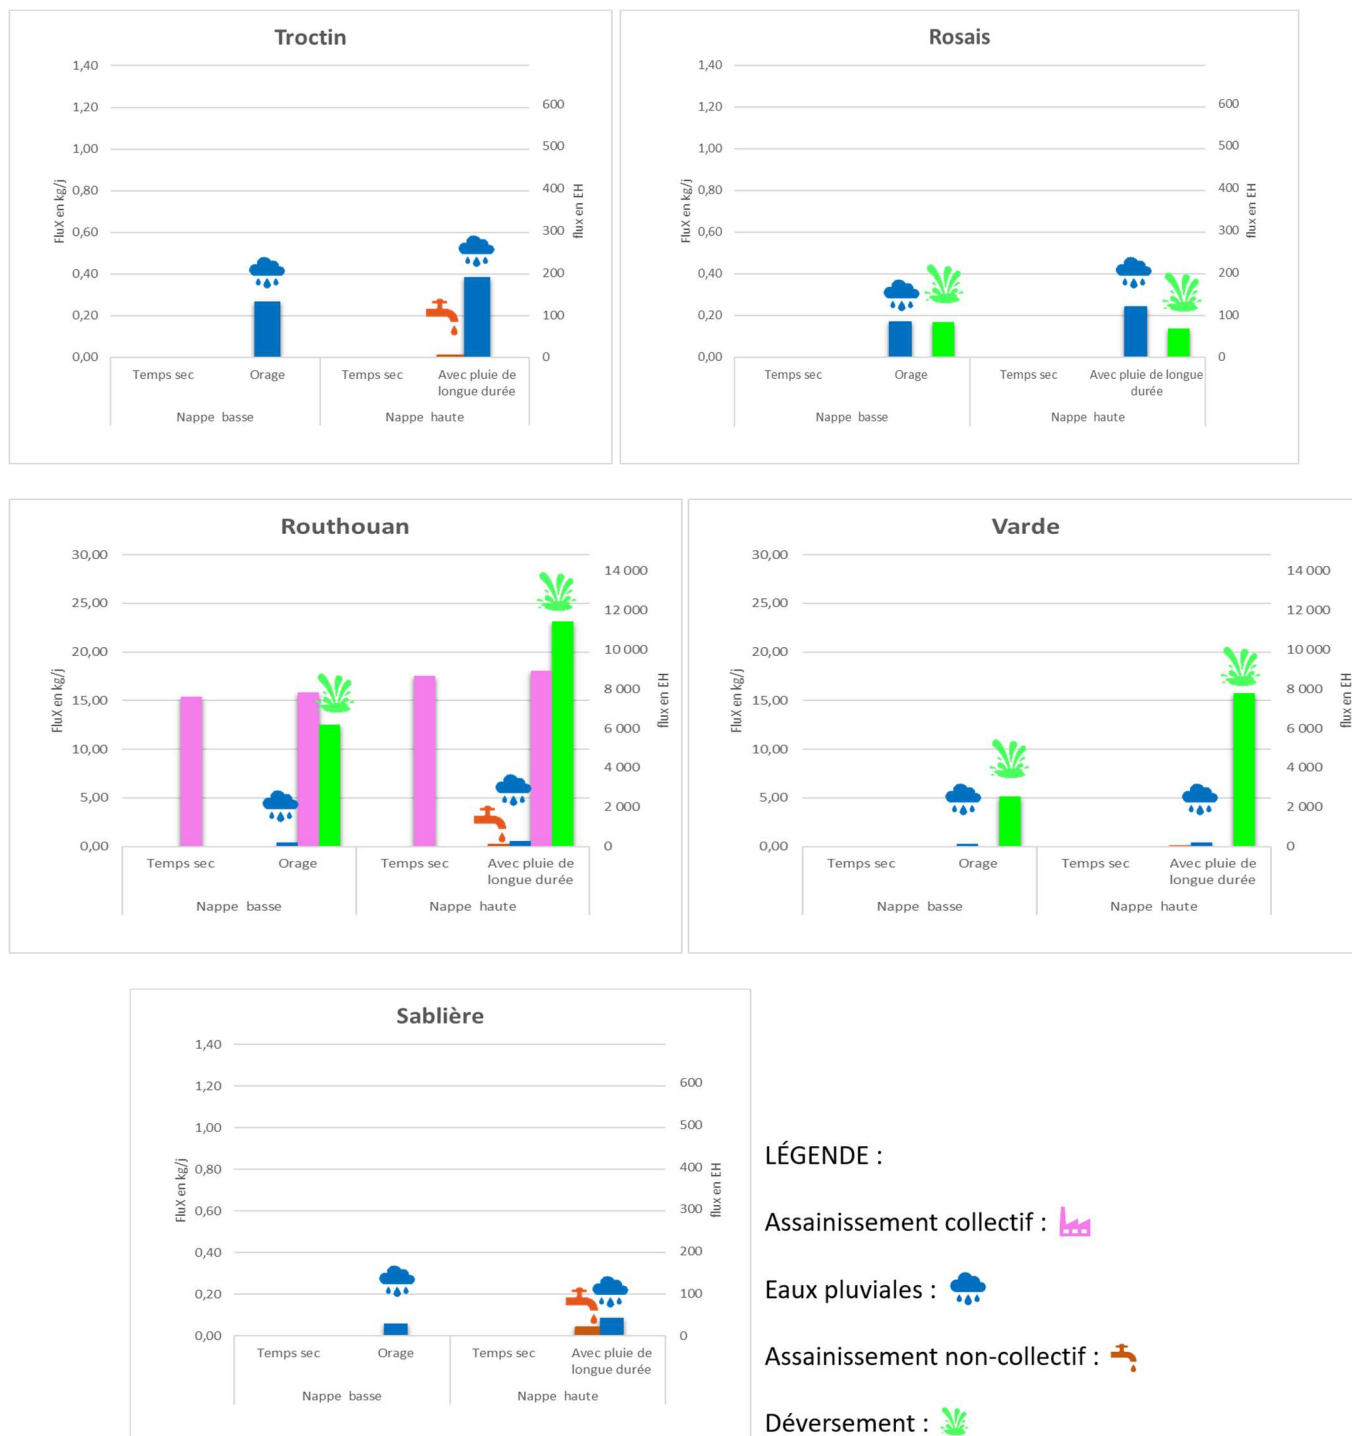 Troctin
1,40
1,20
1,00
0,80
0,60
0,40
0,20
0,00
FluX en kg/j
600
500
400
300
200
100
0
flux en EH
Temps sec
Orage
Temps sec
Avec pluie de
longue durée
Nappe basse
Nappe haute
Rosais
1,40
1,20
1,00
0,80
0,60
0,40
0,20
0,00
FluX en kg/j
600
500
400
300
200
100
0
flux en EH
Temps sec
Orage
Temps sec
Avec pluie de longue
durée
Nappe basse
Nappe haute
Routhouan
30,00
25,00
20,00
15,00
10,00
5,00
0,00
FluX en kg/j
14 000
12 000
10 000
8 000
6 000
4 000
2 000
0
flux en EH
Temps sec
Orage
Temps sec
Avec pluie de
longue durée
Nappe basse
Nappe haute
Varde
30,00
25,00
20,00
15,00
10,00
5,00
0,00
FluX en kg/j
14 000
12 000
10 000
8 000
6 000
4 000
2 000
0
flux en EH
Temps sec
Orage
Temps sec
Avec pluie de
longue durée
Nappe basse
Nappe haute
Sablière
1,40
1,20
1,00
0,80
0,60
0,40
0,20
0,00
FluX en kg/j
600
500
400
300
200
100
0
flux en EH
Temps sec
Orage
Temps sec
Avec pluie de
longue durée
Nappe basse
Nappe haute
LÉGENDE :
Assainissement collectif :
Eaux pluviales :
Assainissement non-collectif :
Déversement :